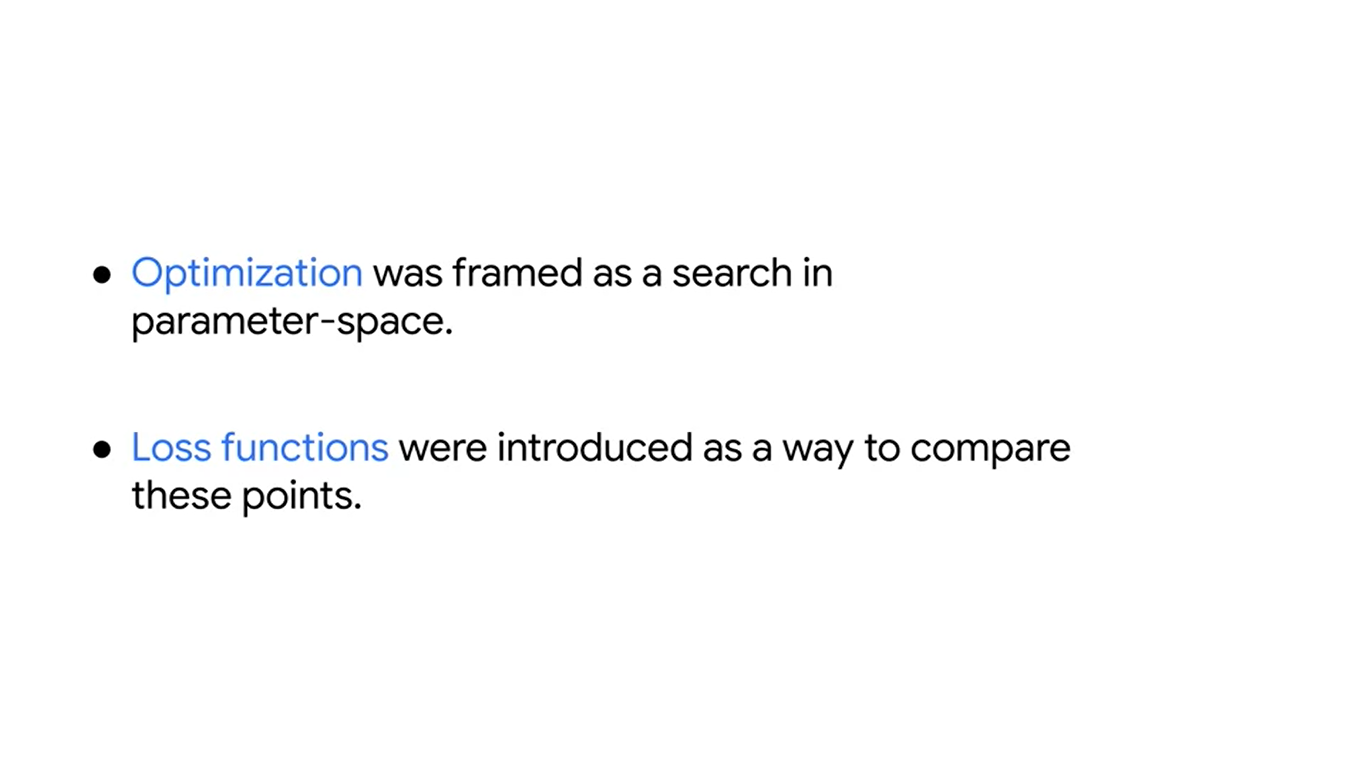 ● Optimization was framed as a search in
parameter-space.
● Loss functions were introduced as a way to compare
these points.